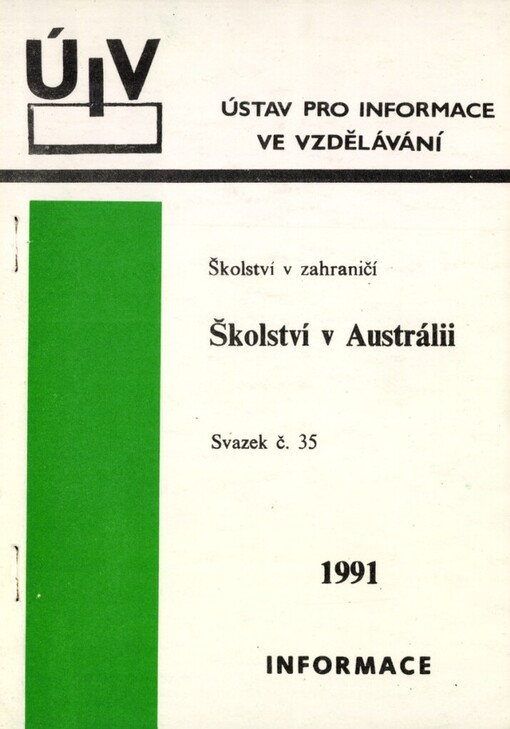 ÚIV
ÚSTAV PRO INFORMACE
VE VZDĚLÁVÁNÍ
Školství v zahraničí
Školství v Austrálii
Svazek č. 35
1991
INFORMACE